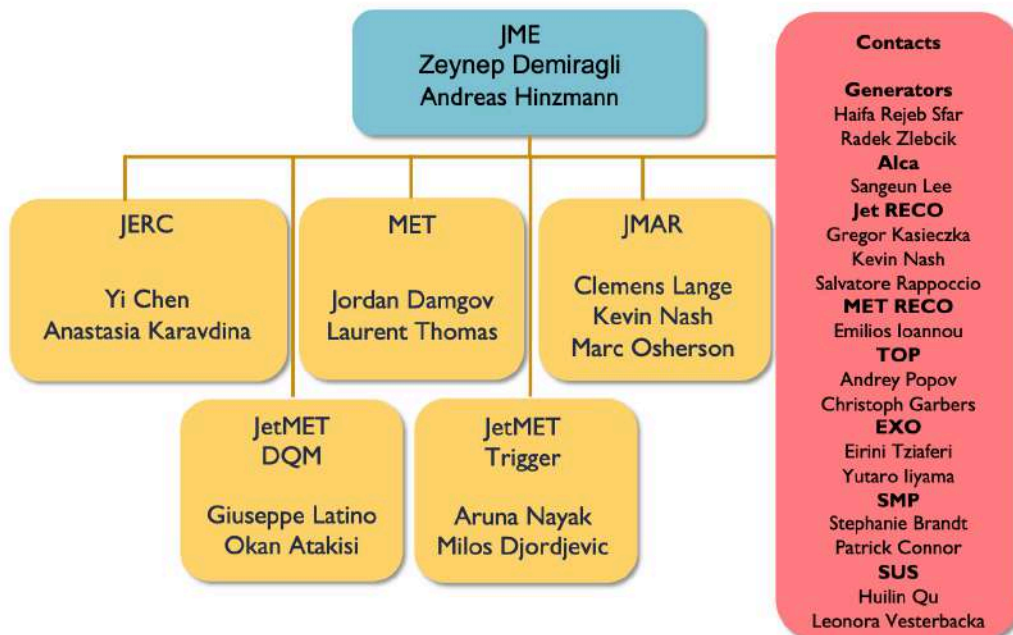 JME
Zeynep Demiragli
Andreas Hinzmann
JERC
Yi Chen
Anastasia Karavdina
MET
Jordan Damgov
Laurent Thomas
JMAR
Clemens Lange
Kevin Nash
Marc Osherson
JetMET
DQM
Giuseppe Latino
Okan Atakisi
JetMET
Trigger
Aruna Nayak
Milos Djordjevic
Contacts
Generators
Haifa Rejeb Sfar
Radek Zlebcik
Alca
Sangeun Lee
Jet RECO
Gregor Kasieczka
Kevin Nash
Salvatore Rappoccio
MET RECO
Emilios Ioannou
TOP
Andrey Popov
Christoph Garbers
EXO
Eirini Tziaferi
Yutaro Iiyama
SMP
Stephanie Brandt
Patrick Connor
SUS
Huilin Qu
Leonora Vesterbacka